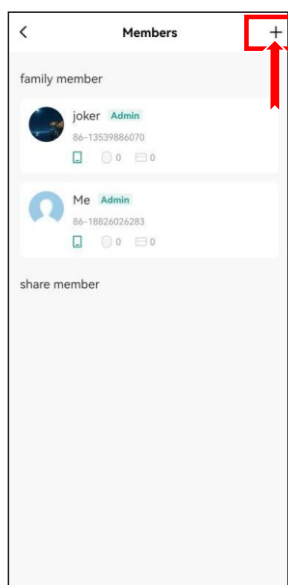 Members
family member
joker Admin
86-13539886070
0 0
Me Admin
86-18826026283
0 0
share member